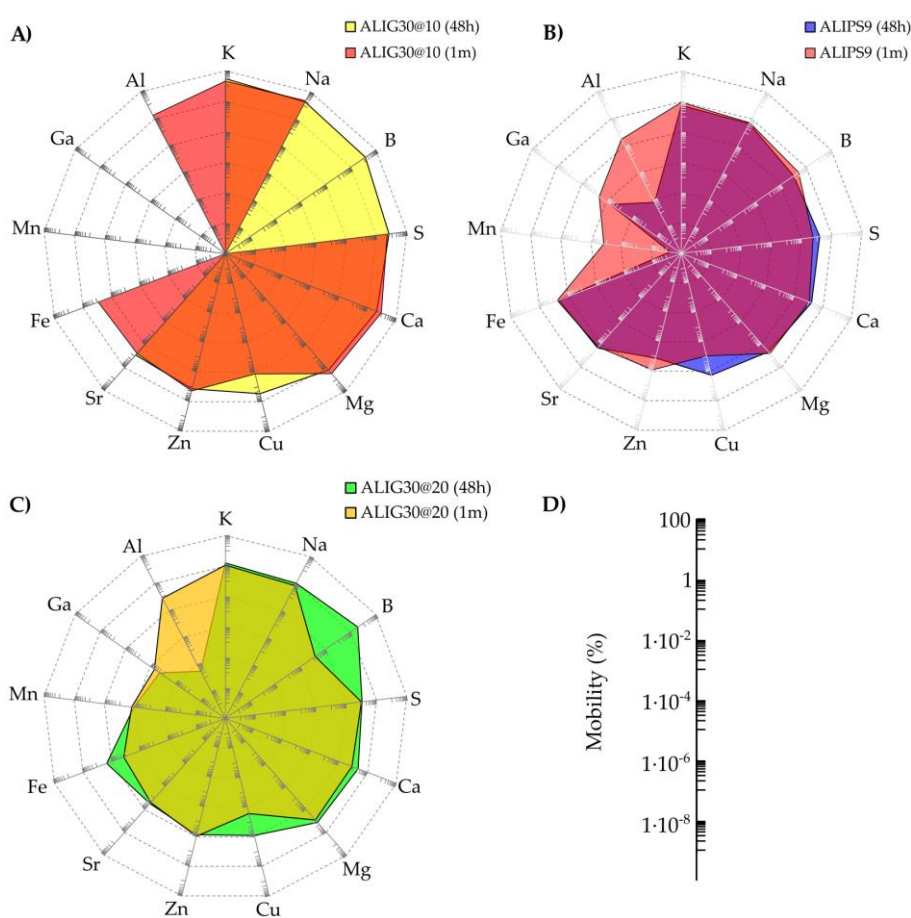 A)
ALIG30@10 (48h)
ALIG30@10 (1m)
K
Na
B
S
Ca
Mg
Cu
Zn
Sr
Fe
Mn
Ga
Al
B)
ALIPS9 (48h)
ALIPS9 (1m)
K
Na
B
S
Ca
Mg
Cu
Zn
Sr
Fe
Mn
Ga
Al
C)
ALIG30@20 (48h)
ALIG30@20 (1m)
K
Na
B
S
Ca
Mg
Cu
Zn
Sr
Fe
Mn
Ga
Al
D)
Mobility (%)
100
1
1·10⁻²
1·10⁻⁴
1·10⁻⁶
1·10⁻⁸